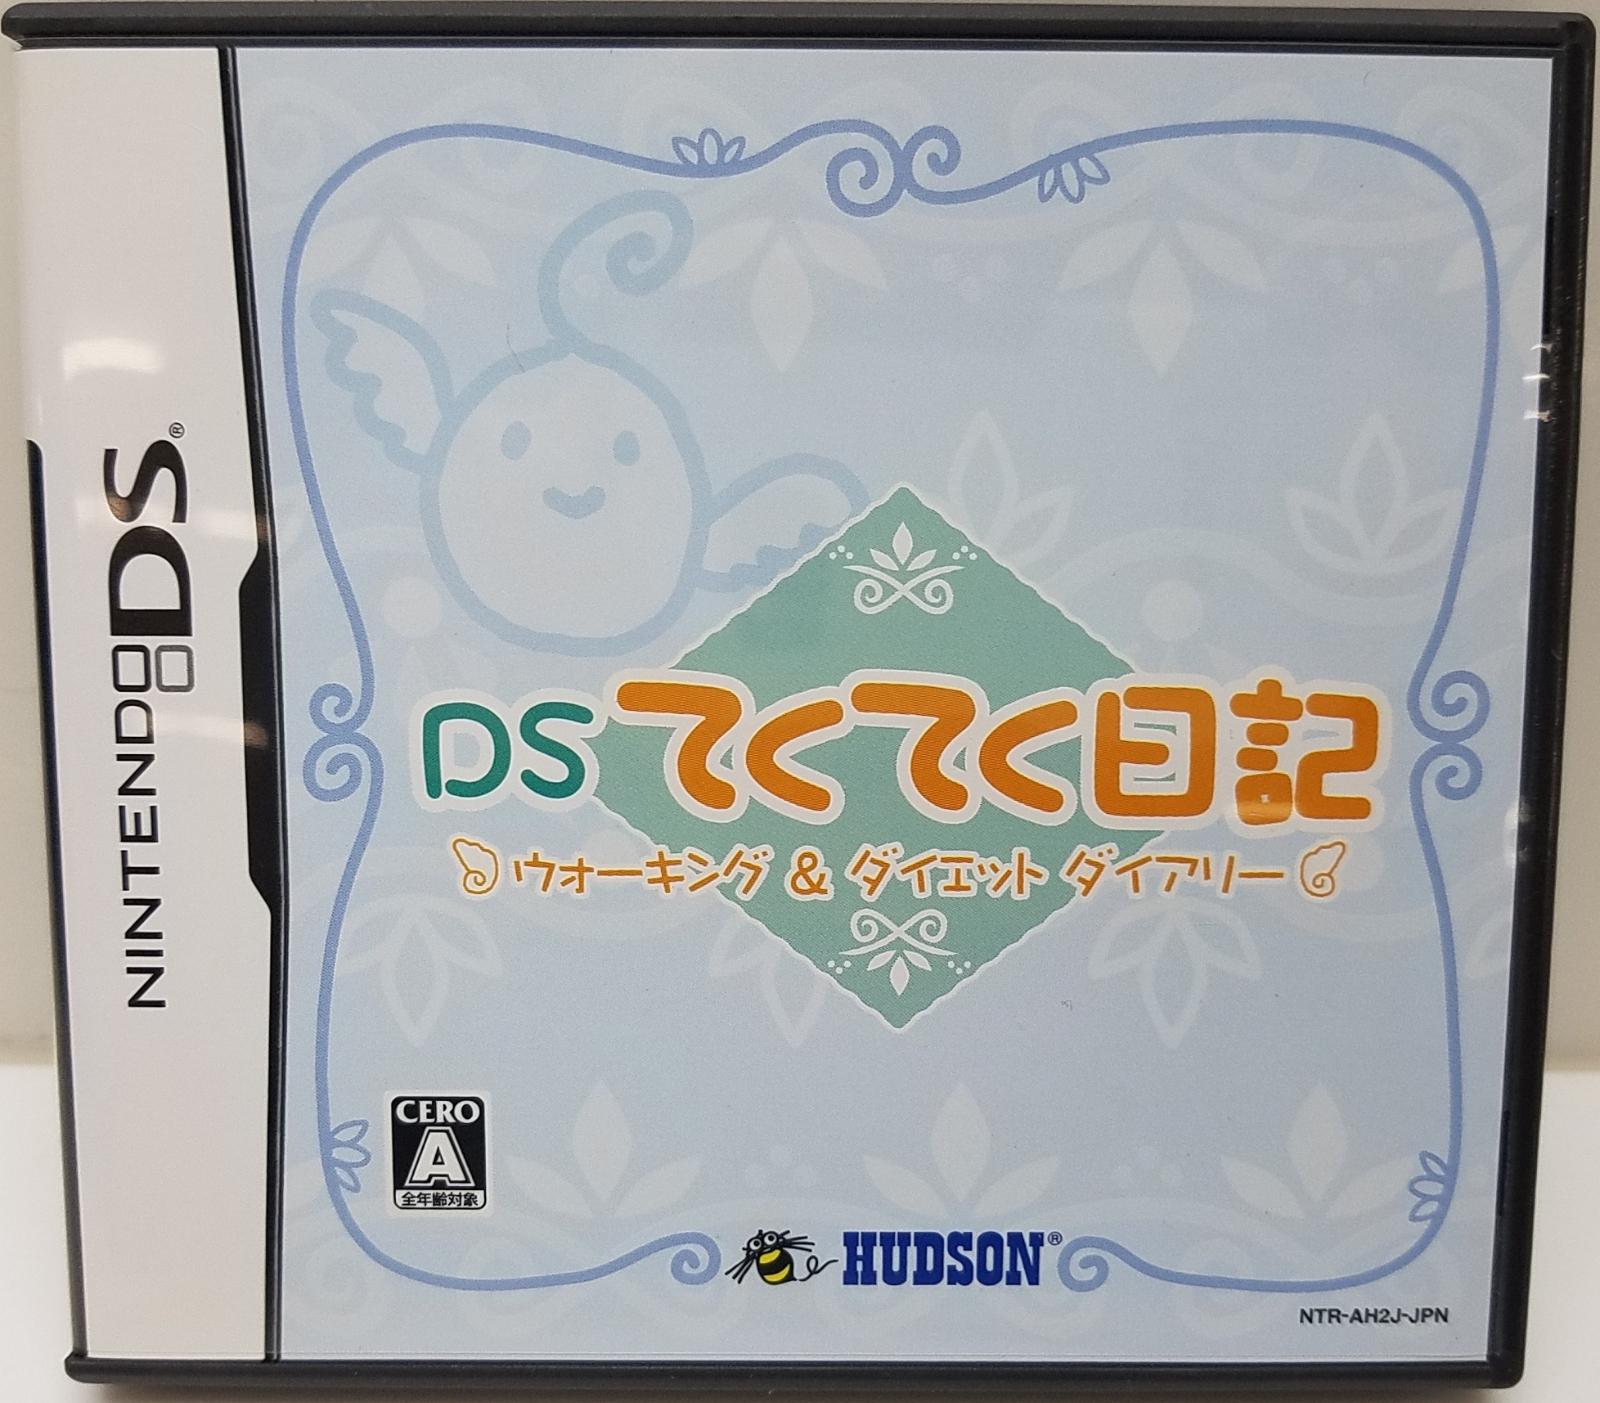 NINTENDO DS®
DS てくてく日記
ウォーキング & ダイエット ダイアリー
CERO
A
全年齢対象
HUDSON®
NTR-AH2J-JPN